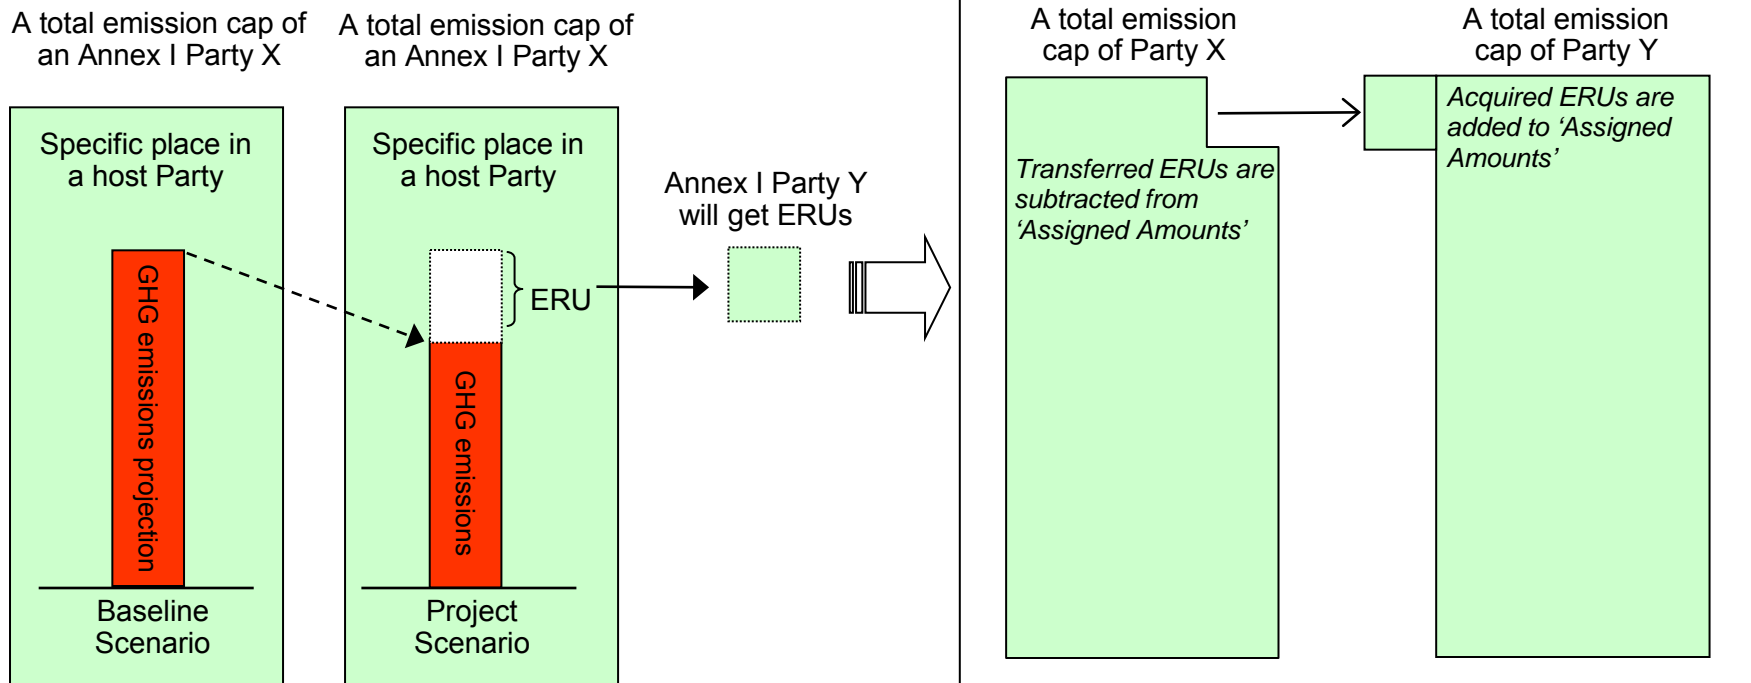 A total emission cap of
an Annex I Party X
Specific place in
a host Party
GHG emissions projection
Baseline
Scenario
A total emission cap of
an Annex I Party X
Specific place in
a host Party
ERU
GHG emissions
Project
Scenario
Annex I Party Y
will get ERUs
A total emission
cap of Party X
Transferred ERUs are
subtracted from
‘Assigned Amounts’
A total emission
cap of Party Y
Acquired ERUs are
added to ‘Assigned
Amounts’